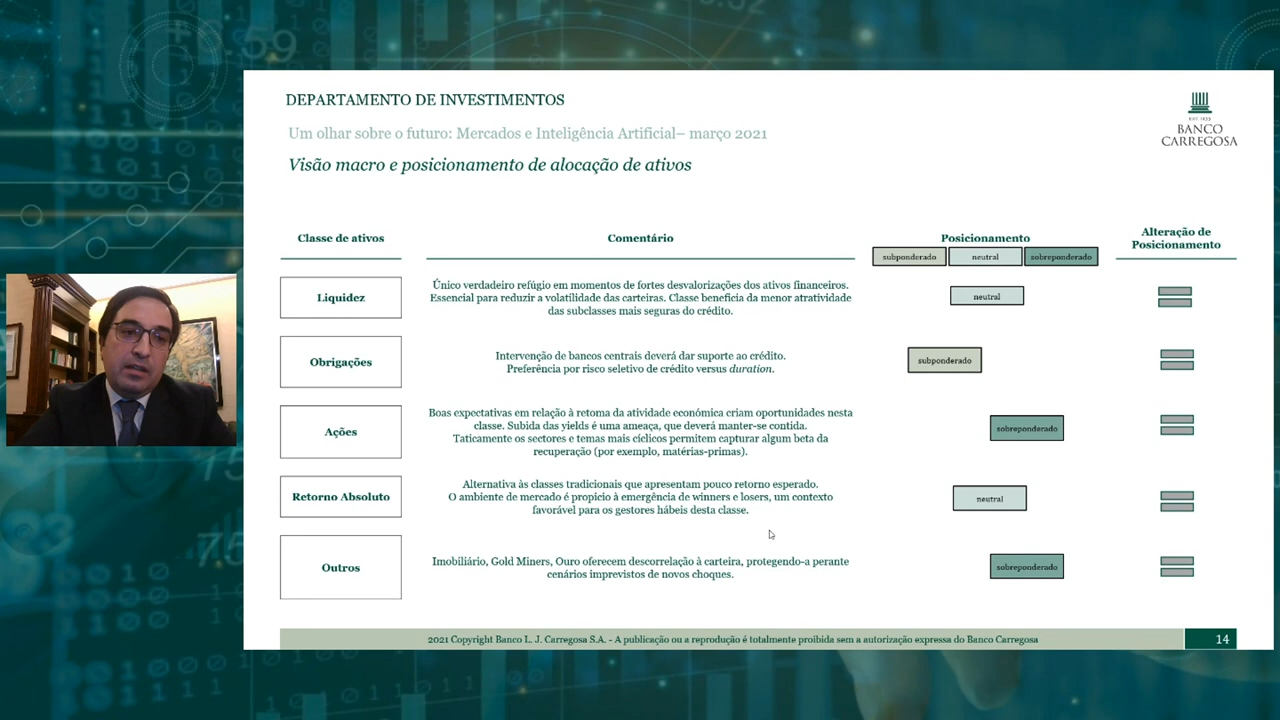 DEPARTAMENTO DE INVESTIMENTOS
Um olhar sobre o futuro: Mercados e Inteligência Artificial– março 2021
Visão macro e posicionamento de alocação de ativos
EST 1833
BANCO
CARREGOSA
Classe de ativos
Comentário
Posicionamento
Alteração de
Posicionamento
subponderado
neutral
sobreponderado
Liquidez
Único verdadeiro refúgio em momentos de fortes desvalorizações dos ativos financeiros.
Essencial para reduzir a volatilidade das carteiras. Classe beneficia da menor atratividade
das subclasses mais seguras do crédito.
neutral
Obrigações
Intervenção de bancos centrais deverá dar suporte ao crédito.
Preferência por risco seletivo de crédito versus duration.
subponderado
Ações
Boas expectativas em relação à retoma da atividade económica criam oportunidades nesta
classe. Subida das yields é uma ameaça, que deverá manter-se contida.
Taticamente os sectores e temas mais cíclicos permitem capturar algum beta da
recuperação (por exemplo, matérias-primas).
sobreponderado
Retorno Absoluto
Alternativa às classes tradicionais que apresentam pouco retorno esperado.
O ambiente de mercado é propicio à emergência de winners e losers, um contexto
favorável para os gestores hábeis desta classe.
neutral
Outros
Imobiliário, Gold Miners, Ouro oferecem descorrelação à carteira, protegendo-a perante
cenários imprevistos de novos choques.
sobreponderado
2021 Copyright Banco L. J. Carregosa S.A. - A publicação ou a reprodução é totalmente proibida sem a autorização expressa do Banco Carregosa
14